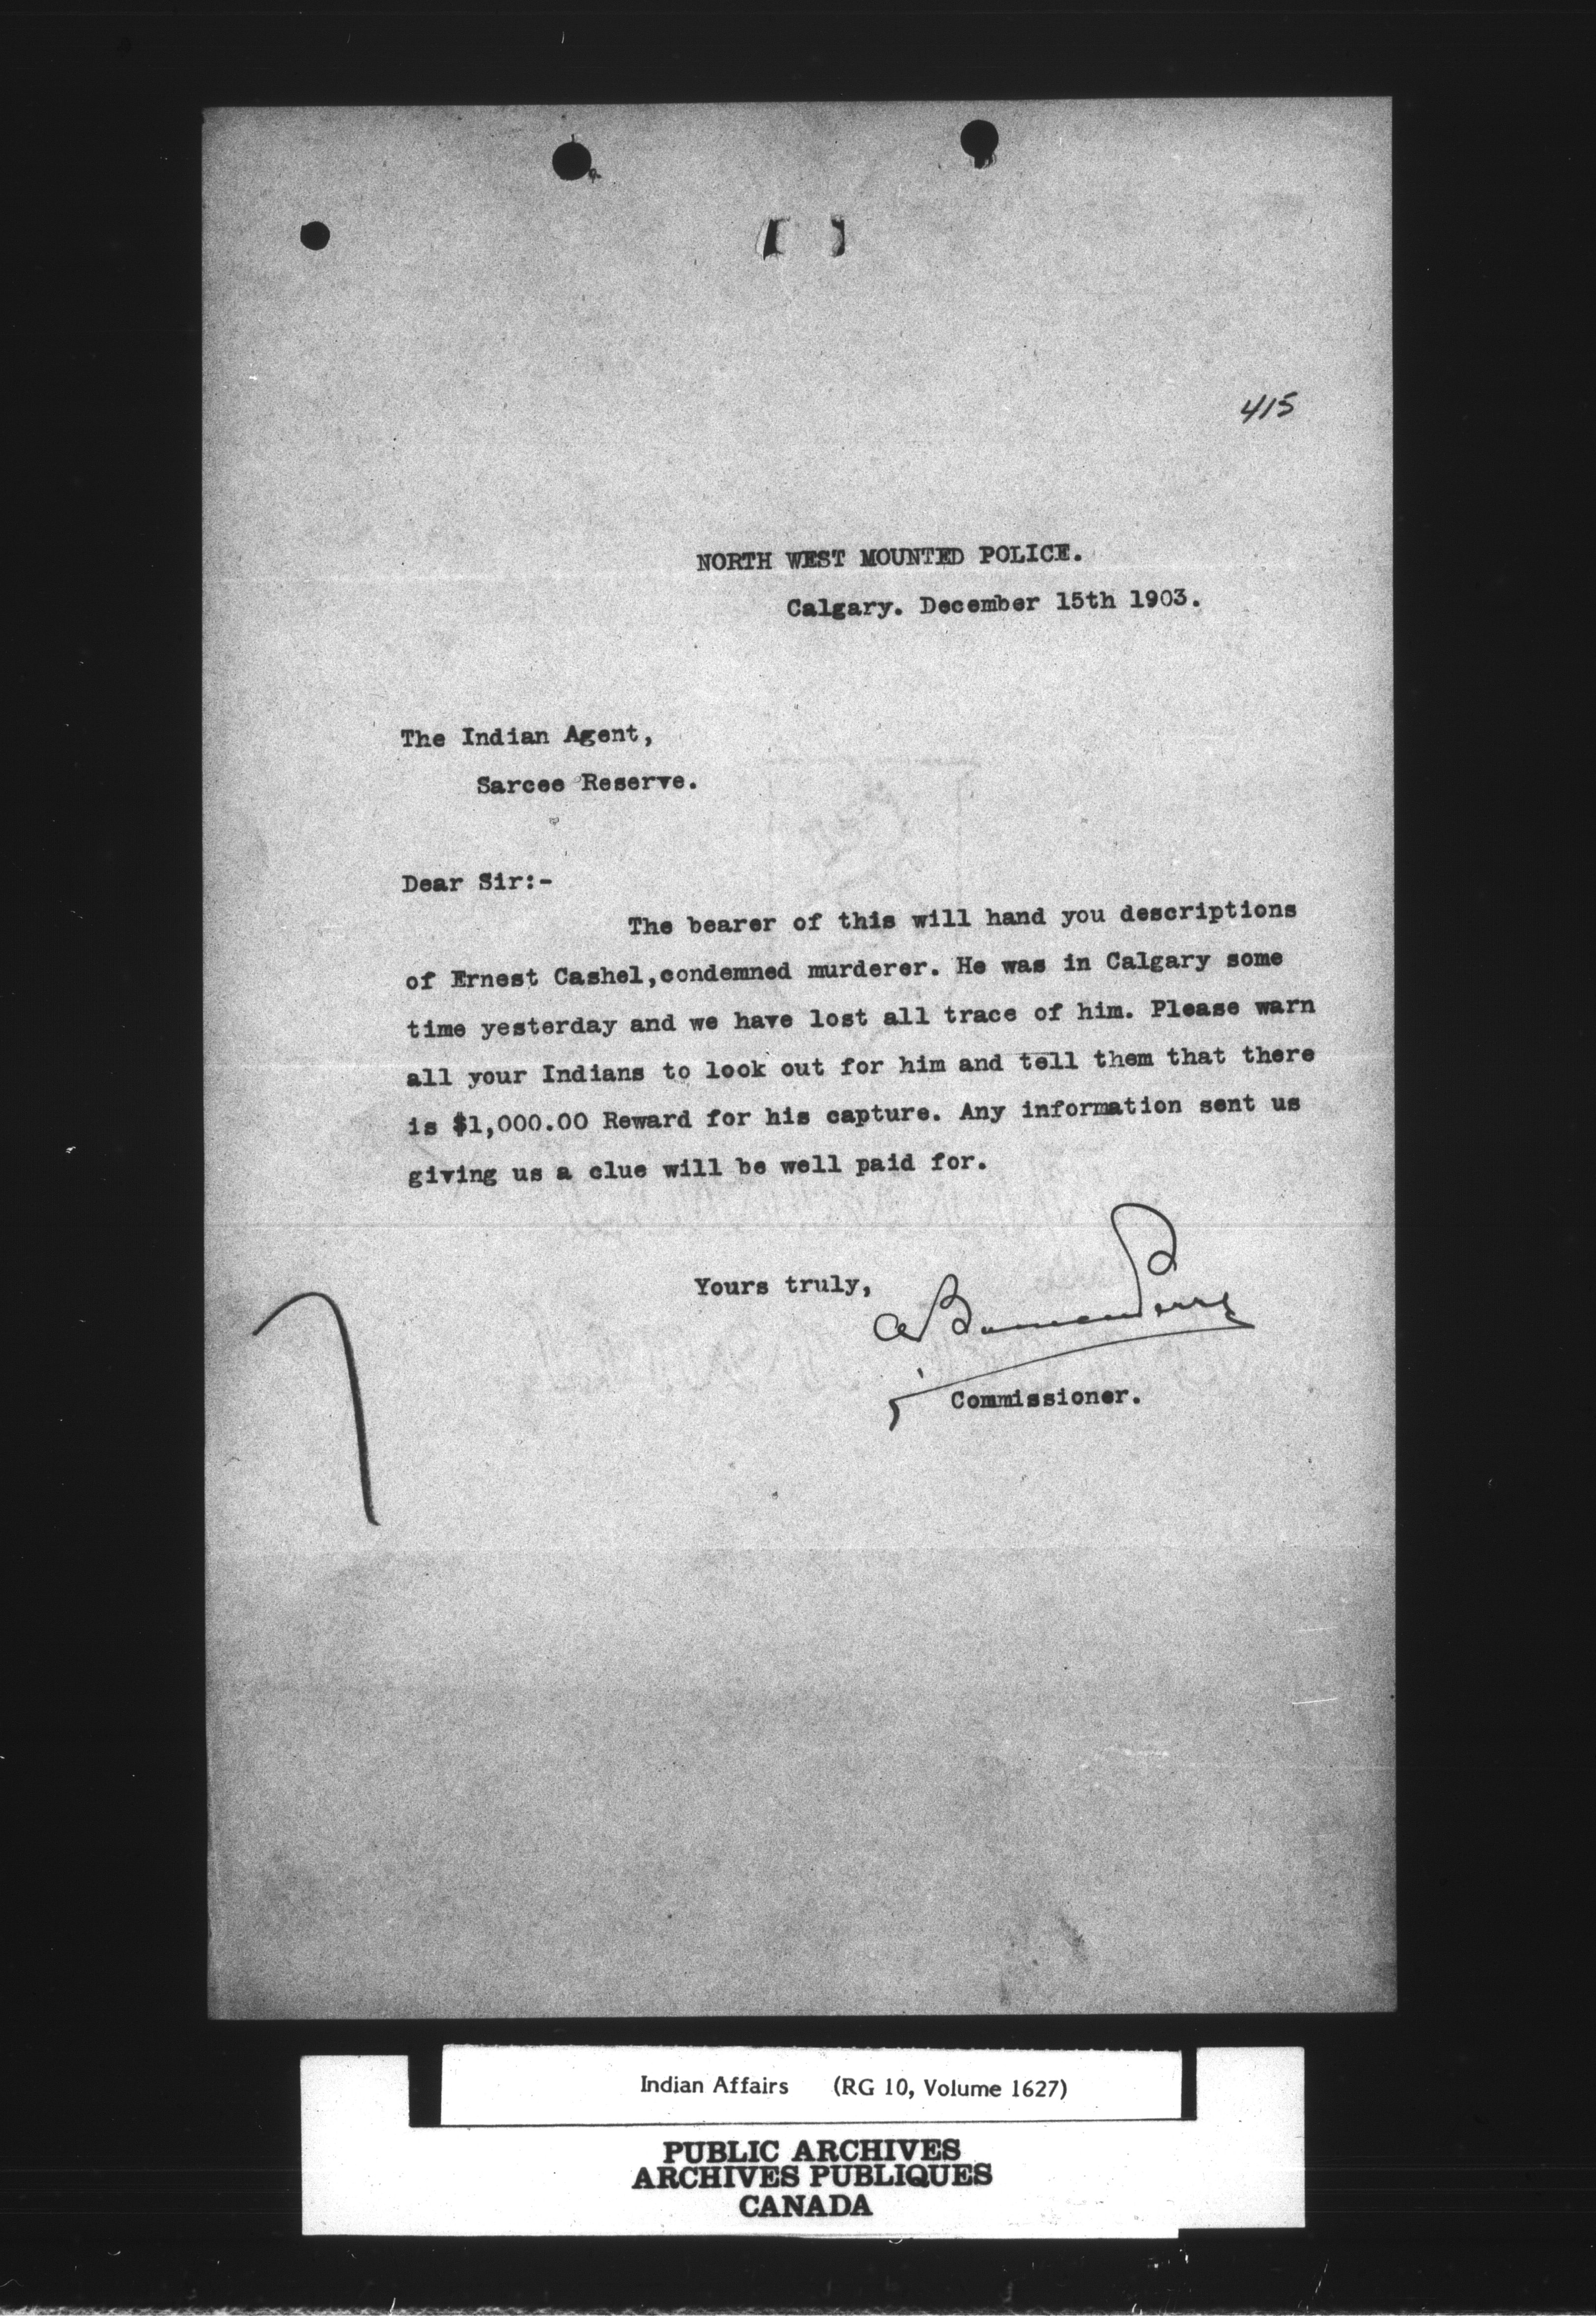 415
NORTH WEST MOUNTED POLICE.
Calgary. December 15th 1903.
The Indian Agent,
Sarcee Reserve.
Dear Sir:-
The bearer of this will hand you descriptions
of Ernest Cashel,condemned murderer. He was in Calgary some
time yesterday and we have lost all trace of him. Please warn
all your Indians to look out for him and tell them that there
is $1,000.00 Reward for his capture. Any information sent us
giving us a clue will be well paid for.
Yours truly,
A Bowen Perry
Commissioner.
Indian Affairs (RG 10, Volume 1627)
PUBLIC ARCHIVES
ARCHIVES PUBLIQUES
CANADA